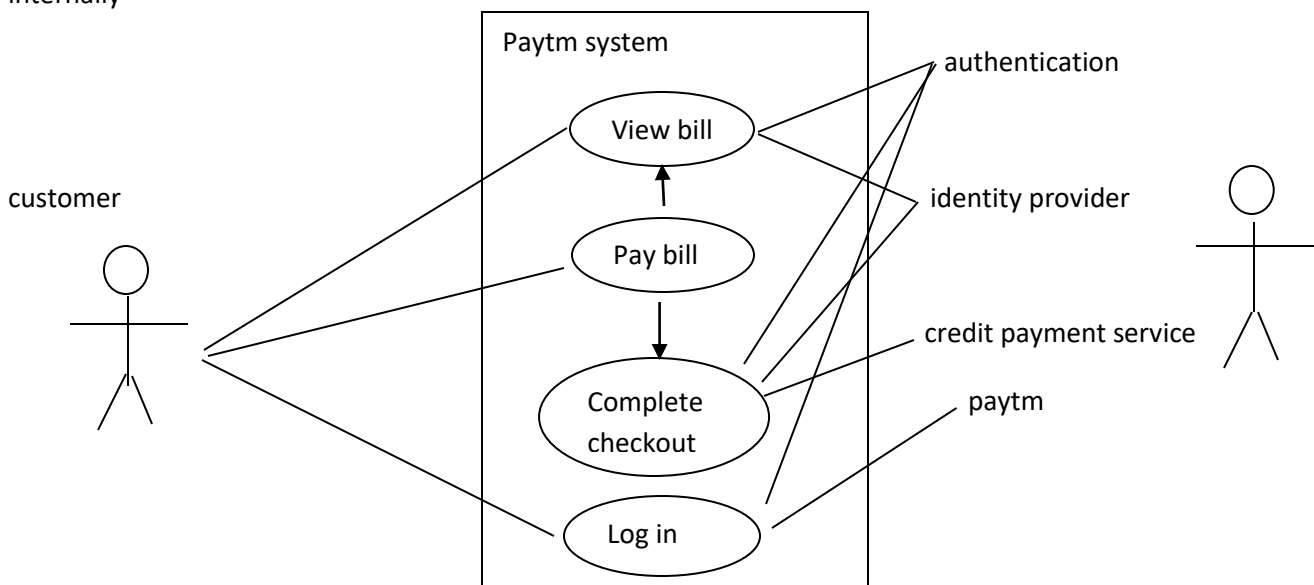 internally
Paytm system
authentication
View bill
customer
identity provider
Pay bill
credit payment service
Complete
checkout
paytm
Log in